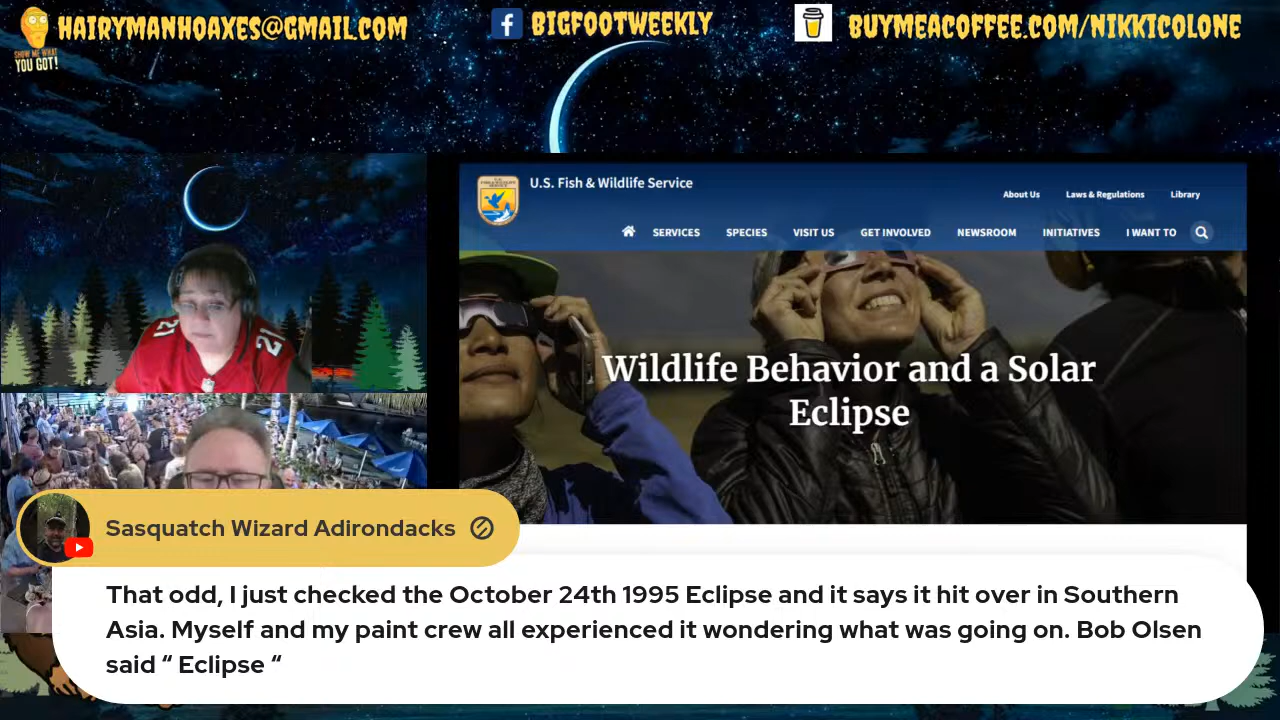 HAIRYMANHOAXES@GMAIL.COM
BIGFOOTWEEKLY
BUYMEACOFFEE.COM/NIKKICOLONE
SHOW ME WHAT
YOU GOT!
U.S. Fish & Wildlife Service
About Us Laws & Regulations Library
SERVICES SPECIES VISIT US GET INVOLVED NEWSROOM INITIATIVES I WANT TO
Wildlife Behavior and a Solar
Eclipse
21
21
Sasquatch Wizard Adirondacks
That odd, I just checked the October 24th 1995 Eclipse and it says it hit over in Southern
Asia. Myself and my paint crew all experienced it wondering what was going on. Bob Olsen
said “ Eclipse “